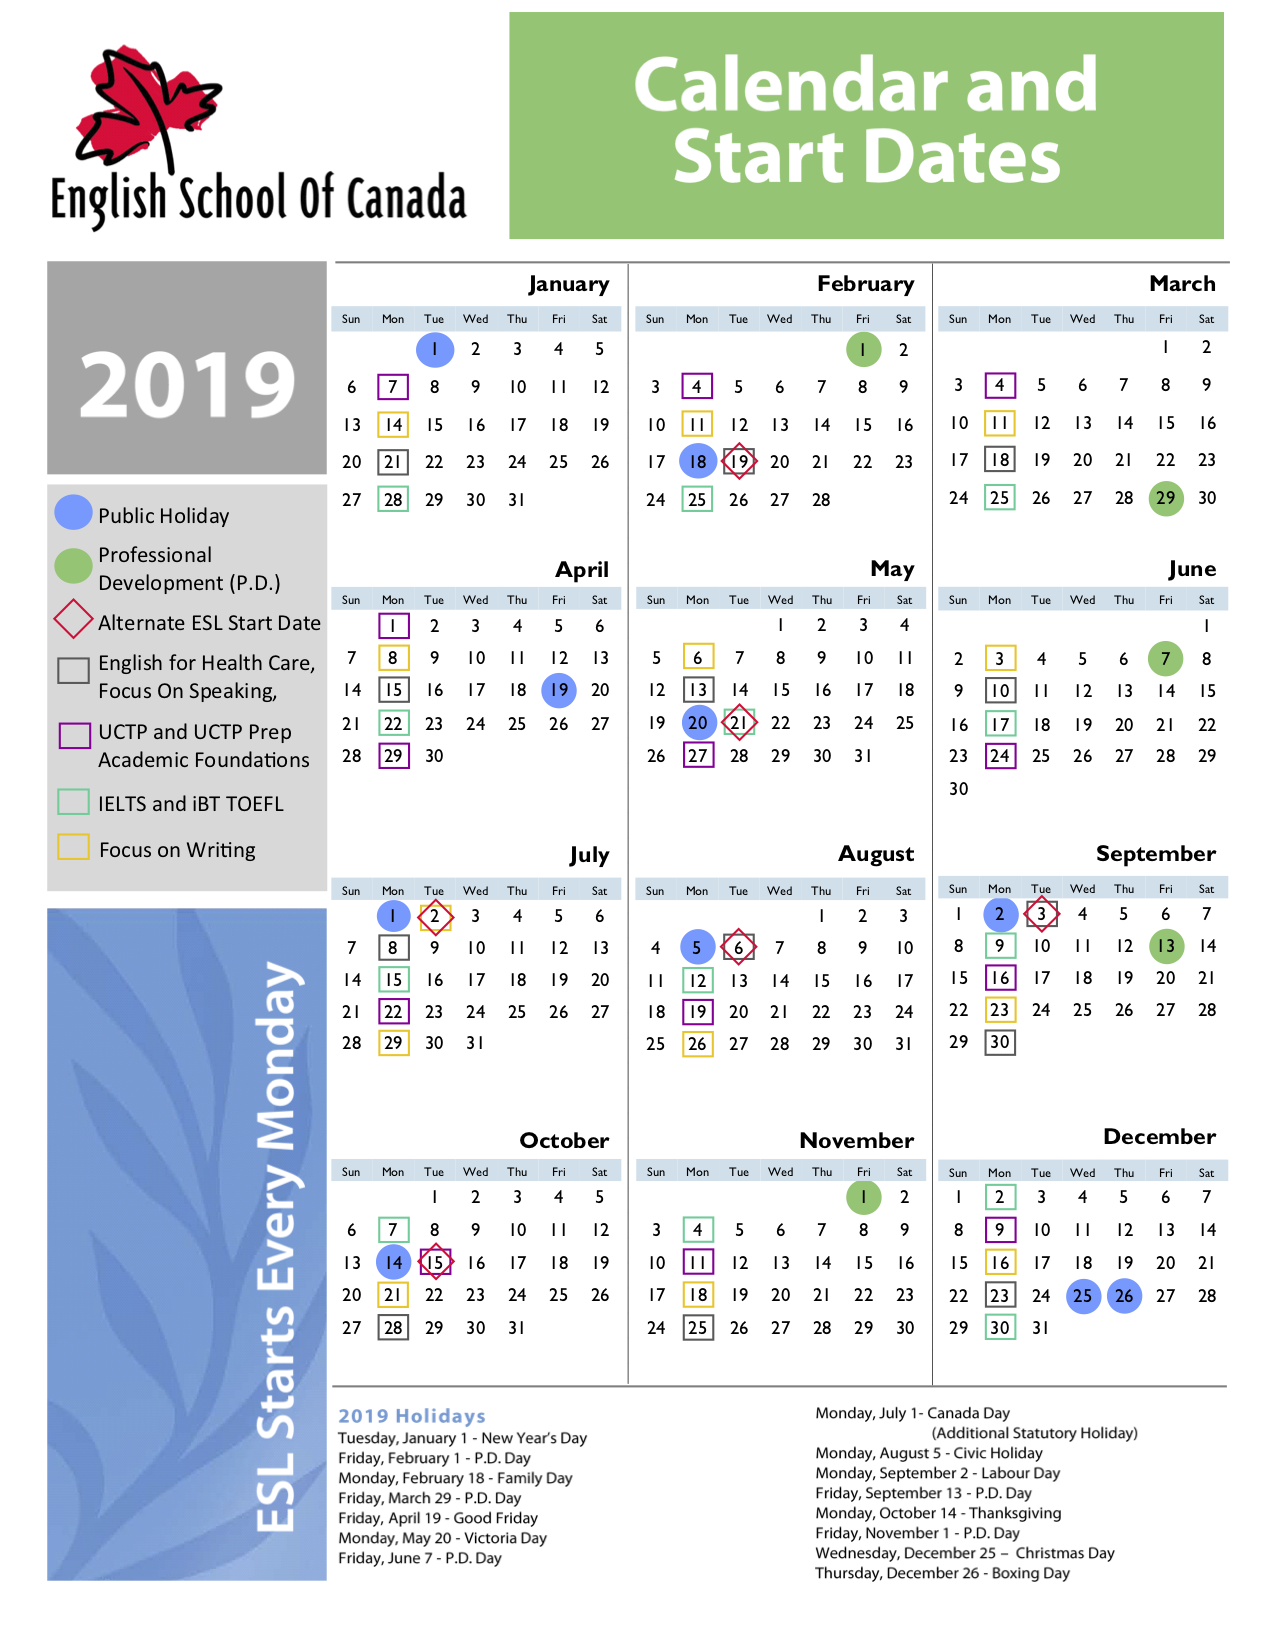 English School Of Canada
Calendar and
Start Dates
2019
Public Holiday
Professional
Development (P.D.)
Alternate ESL Start Date
English for Health Care,
Focus On Speaking,
UCTP and UCTP Prep
Academic Foundations
IELTS and iBT TOEFL
Focus on Writing
ESL Starts Every Monday
January
Sun Mon Tue Wed Thu Fri Sat
1 2 3 4 5
6 7 8 9 10 11 12
13 14 15 16 17 18 19
20 21 22 23 24 25 26
27 28 29 30 31
February
Sun Mon Tue Wed Thu Fri Sat
1 2
3 4 5 6 7 8 9
10 11 12 13 14 15 16
17 18 19 20 21 22 23
24 25 26 27 28
March
Sun Mon Tue Wed Thu Fri Sat
1 2
3 4 5 6 7 8 9
10 11 12 13 14 15 16
17 18 19 20 21 22 23
24 25 26 27 28 29 30
April
Sun Mon Tue Wed Thu Fri Sat
1 2 3 4 5 6
7 8 9 10 11 12 13
14 15 16 17 18 19 20
21 22 23 24 25 26 27
28 29 30
May
Sun Mon Tue Wed Thu Fri Sat
1 2 3 4
5 6 7 8 9 10 11
12 13 14 15 16 17 18
19 20 21 22 23 24 25
26 27 28 29 30 31
June
Sun Mon Tue Wed Thu Fri Sat
1
2 3 4 5 6 7 8
9 10 11 12 13 14 15
16 17 18 19 20 21 22
23 24 25 26 27 28 29
30
July
Sun Mon Tue Wed Thu Fri Sat
1 2 3 4 5 6
7 8 9 10 11 12 13
14 15 16 17 18 19 20
21 22 23 24 25 26 27
28 29 30 31
August
Sun Mon Tue Wed Thu Fri Sat
1 2 3
4 5 6 7 8 9 10
11 12 13 14 15 16 17
18 19 20 21 22 23 24
25 26 27 28 29 30 31
September
Sun Mon Tue Wed Thu Fri Sat
1 2 3 4 5 6 7
8 9 10 11 12 13 14
15 16 17 18 19 20 21
22 23 24 25 26 27 28
29 30
October
Sun Mon Tue Wed Thu Fri Sat
1 2 3 4 5
6 7 8 9 10 11 12
13 14 15 16 17 18 19
20 21 22 23 24 25 26
27 28 29 30 31
November
Sun Mon Tue Wed Thu Fri Sat
1 2
3 4 5 6 7 8 9
10 11 12 13 14 15 16
17 18 19 20 21 22 23
24 25 26 27 28 29 30
December
Sun Mon Tue Wed Thu Fri Sat
1 2 3 4 5 6 7
8 9 10 11 12 13 14
15 16 17 18 19 20 21
22 23 24 25 26 27 28
29 30 31
2019 Holidays
Tuesday, January 1 - New Year's Day
Friday, February 1 - P.D. Day
Monday, February 18 - Family Day
Friday, March 29 - P.D. Day
Friday, April 19 - Good Friday
Monday, May 20 - Victoria Day
Friday, June 7 - P.D. Day
Monday, July 1- Canada Day
(Additional Statutory Holiday)
Monday, August 5 - Civic Holiday
Monday, September 2 - Labour Day
Friday, September 13 - P.D. Day
Monday, October 14 - Thanksgiving
Friday, November 1 - P.D. Day
Wednesday, December 25 – Christmas Day
Thursday, December 26 - Boxing Day